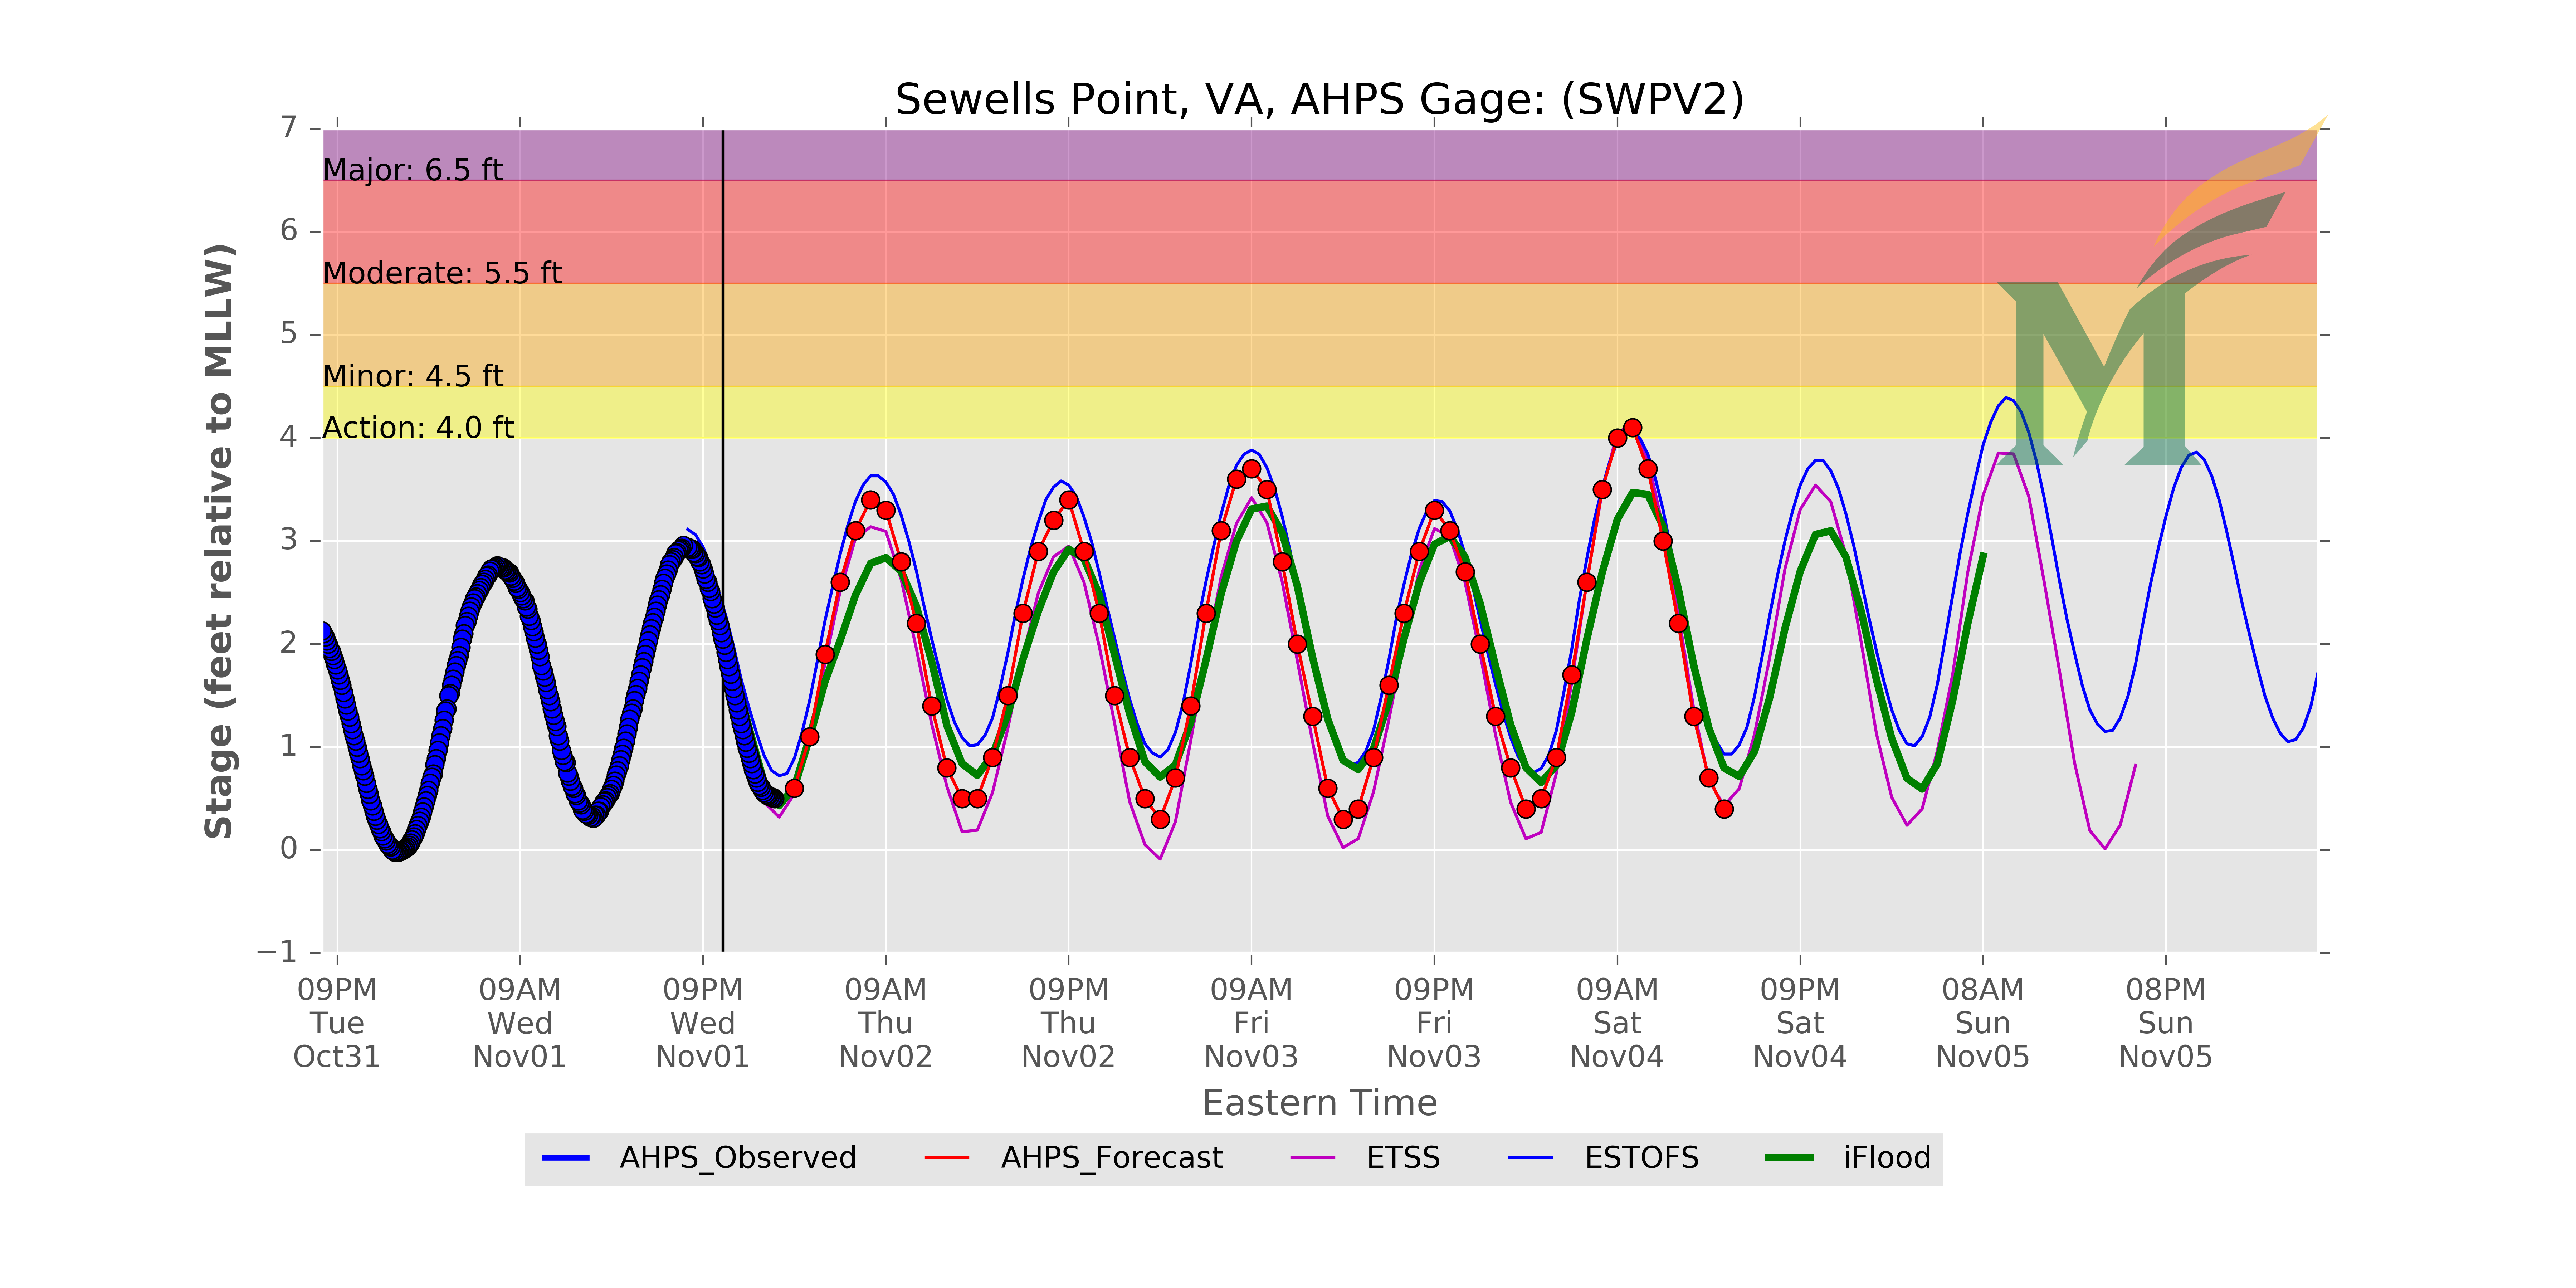 Sewells Point, VA, AHPS Gage: (SWPV2)
7
Major: 6.5 ft
6
Moderate: 5.5 ft
5
Minor: 4.5 ft
Action: 4.0 ft
4
3
2
1
0
−1
Stage (feet relative to MLLW)
09PM Tue Oct31
09AM Wed Nov01
09PM Wed Nov01
09AM Thu Nov02
09PM Thu Nov02
09AM Fri Nov03
09PM Fri Nov03
09AM Sat Nov04
09PM Sat Nov04
08AM Sun Nov05
08PM Sun Nov05
Eastern Time
AHPS_Observed
AHPS_Forecast
ETSS
ESTOFS
iFlood
M